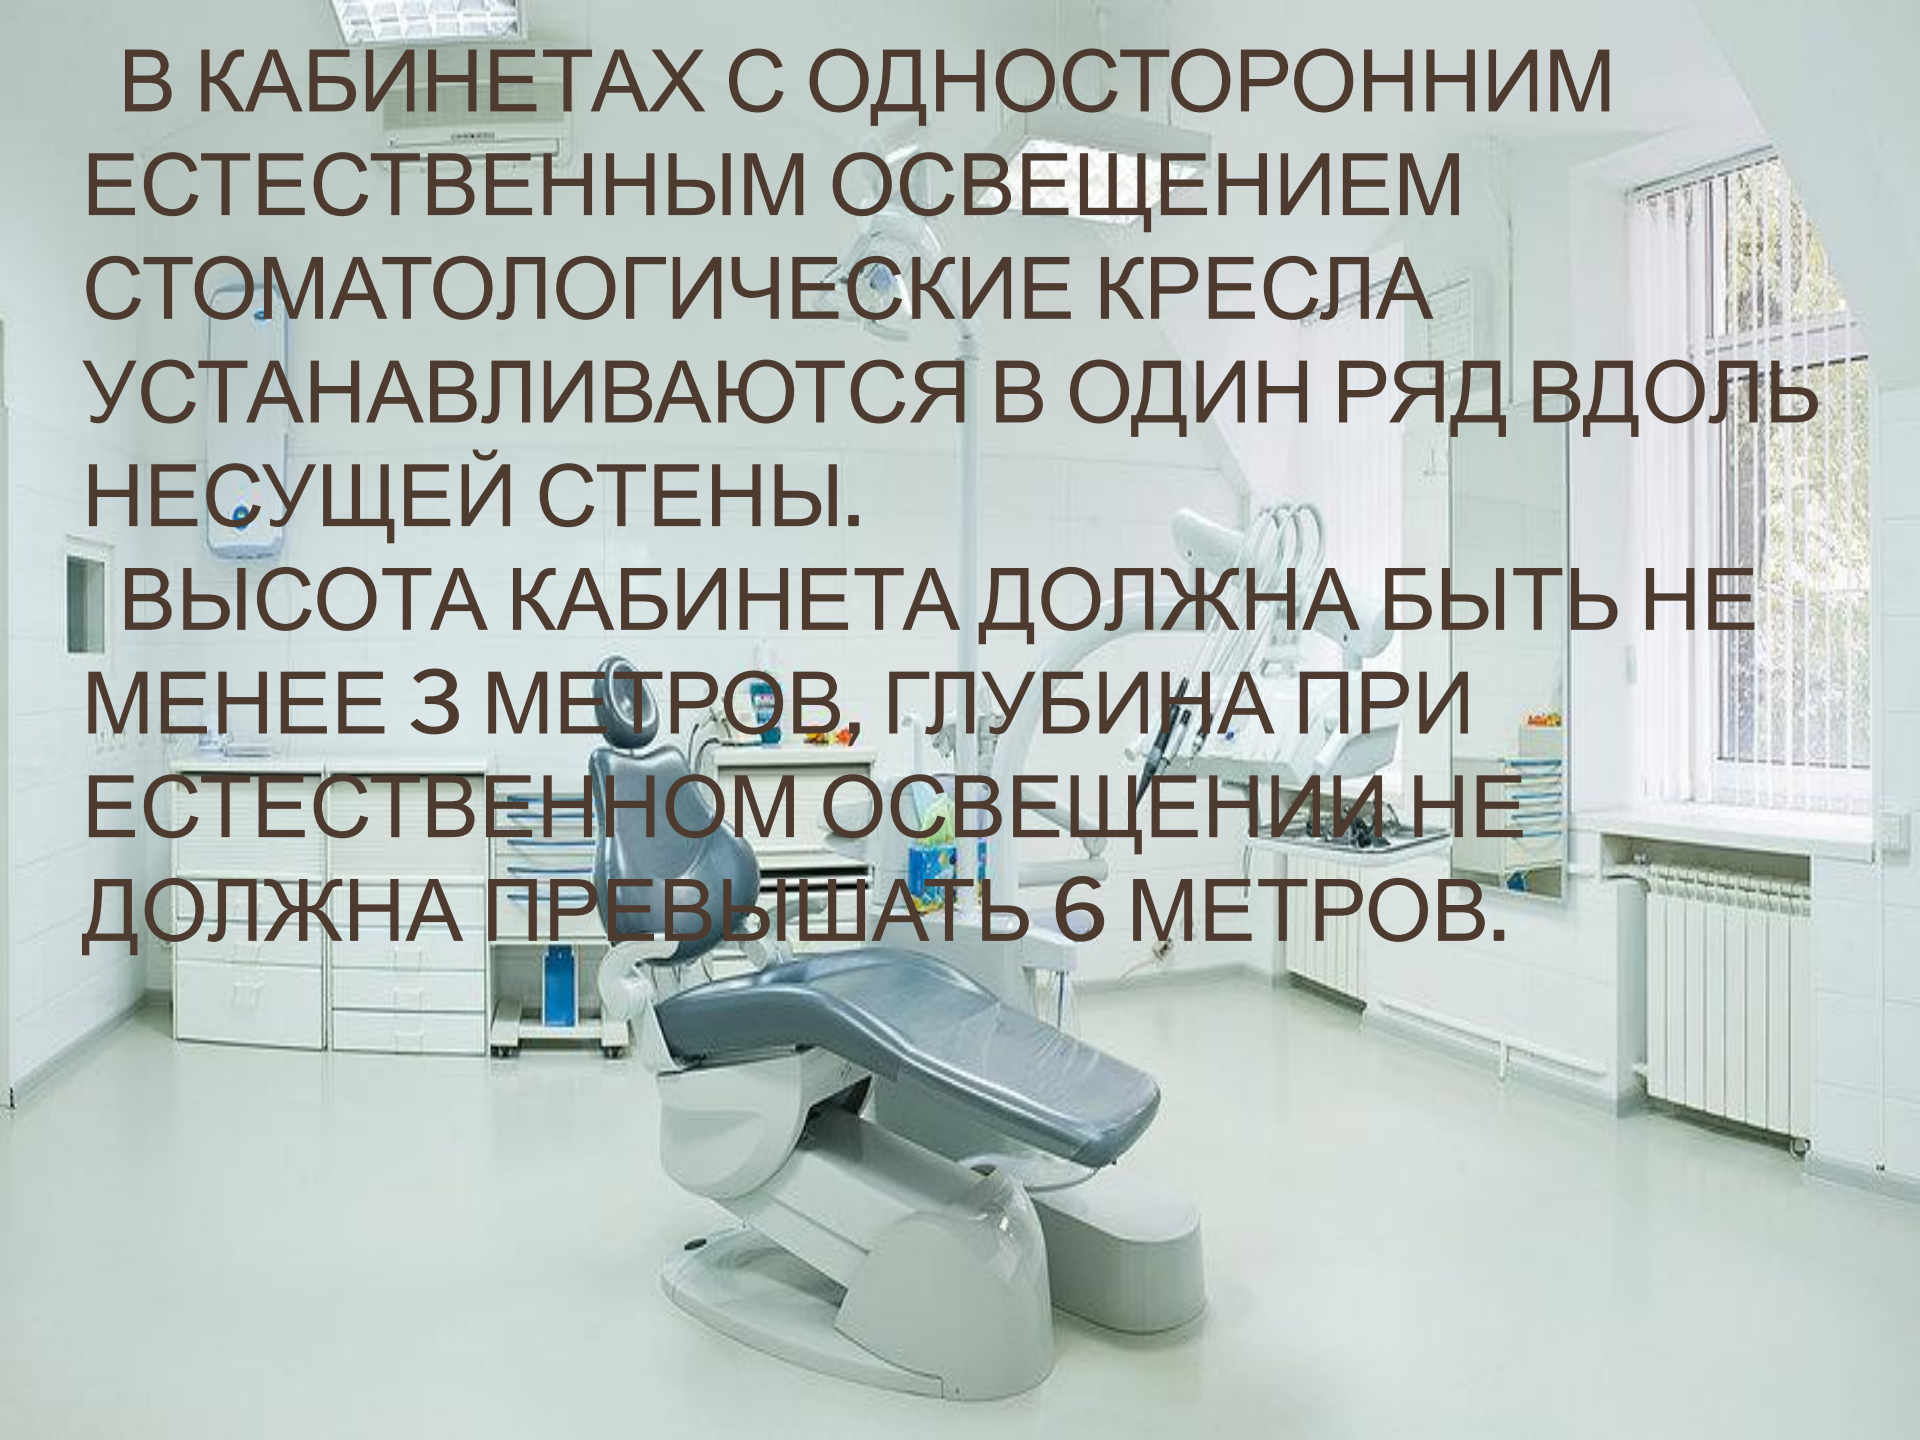 В КАБИНЕТАХ С ОДНОСТОРОННИМ
ЕСТЕСТВЕННЫМ ОСВЕЩЕНИЕМ
СТОМАТОЛОГИЧЕСКИЕ КРЕСЛА
УСТАНАВЛИВАЮТСЯ В ОДИН РЯД ВДОЛЬ
НЕСУЩЕЙ СТЕНЫ.
ВЫСОТА КАБИНЕТА ДОЛЖНА БЫТЬ НЕ
МЕНЕЕ 3 МЕТРОВ, ГЛУБИНА ПРИ
ЕСТЕСТВЕННОМ ОСВЕЩЕНИИ НЕ
ДОЛЖНА ПРЕВЫШАТЬ 6 МЕТРОВ.